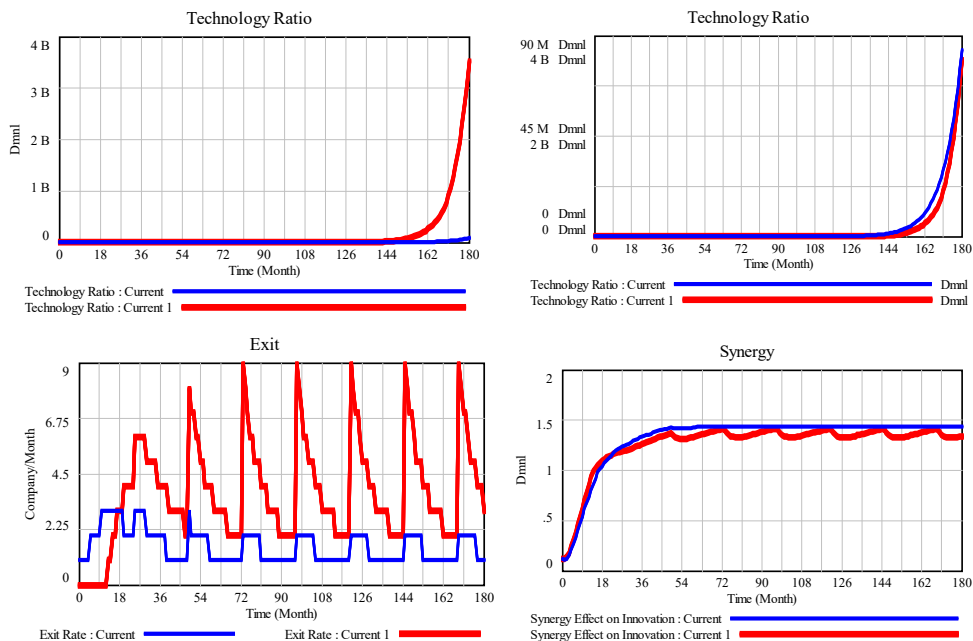 Technology Ratio
4 B
3 B
2 B
1 B
0
Dmnl
0 18 36 54 72 90 108 126 144 162 180
Time (Month)
Technology Ratio : Current
Technology Ratio : Current 1
Technology Ratio
90 M Dmnl
4 B Dmnl
45 M Dmnl
2 B Dmnl
0 Dmnl
0 Dmnl
0 18 36 54 72 90 108 126 144 162 180
Time (Month)
Technology Ratio : Current Dmnl
Technology Ratio : Current 1 Dmnl
Exit
9
6.75
4.5
2.25
0
Company/Month
0 18 36 54 72 90 108 126 144 162 180
Time (Month)
Exit Rate : Current Exit Rate : Current 1
Synergy
2
1.5
1
.5
0
Dmnl
0 18 36 54 72 90 108 126 144 162 180
Time (Month)
Synergy Effect on Innovation : Current
Synergy Effect on Innovation : Current 1